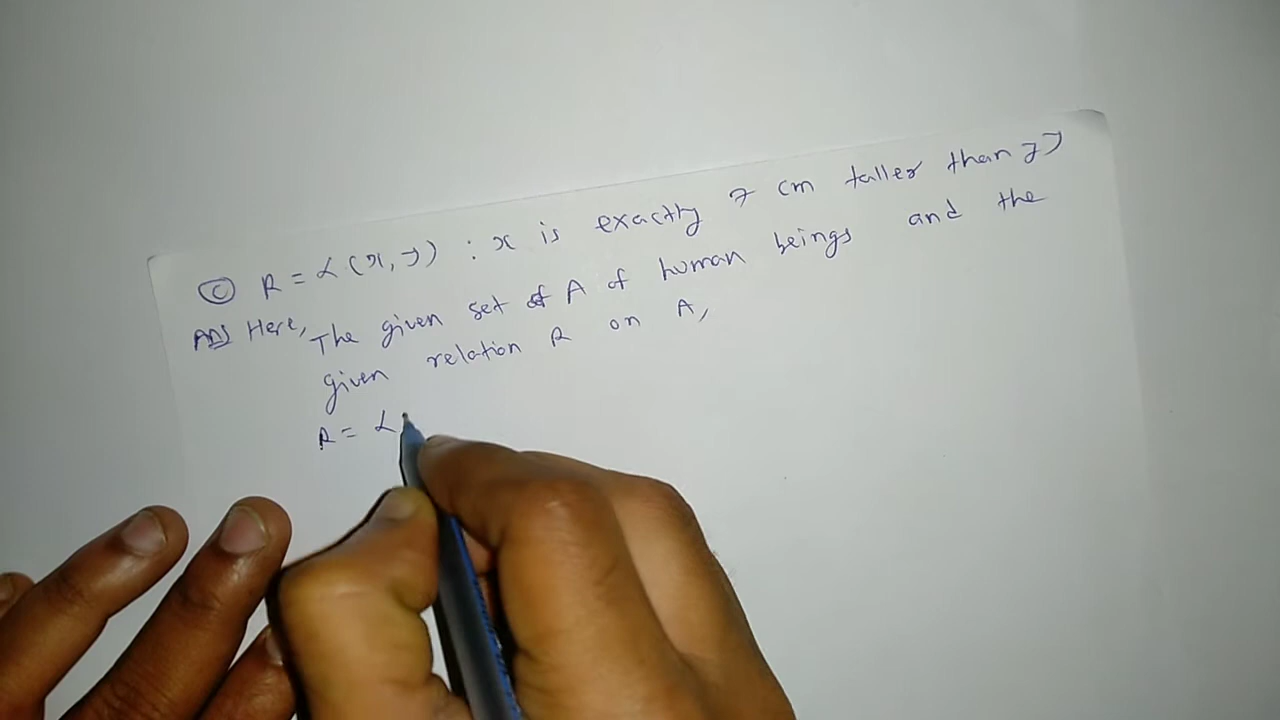 (c) R = {(x, y) : x is exactly 7 cm taller than y}
Ans Here, The given set of A of human beings and the
given relation R on A,
R = {